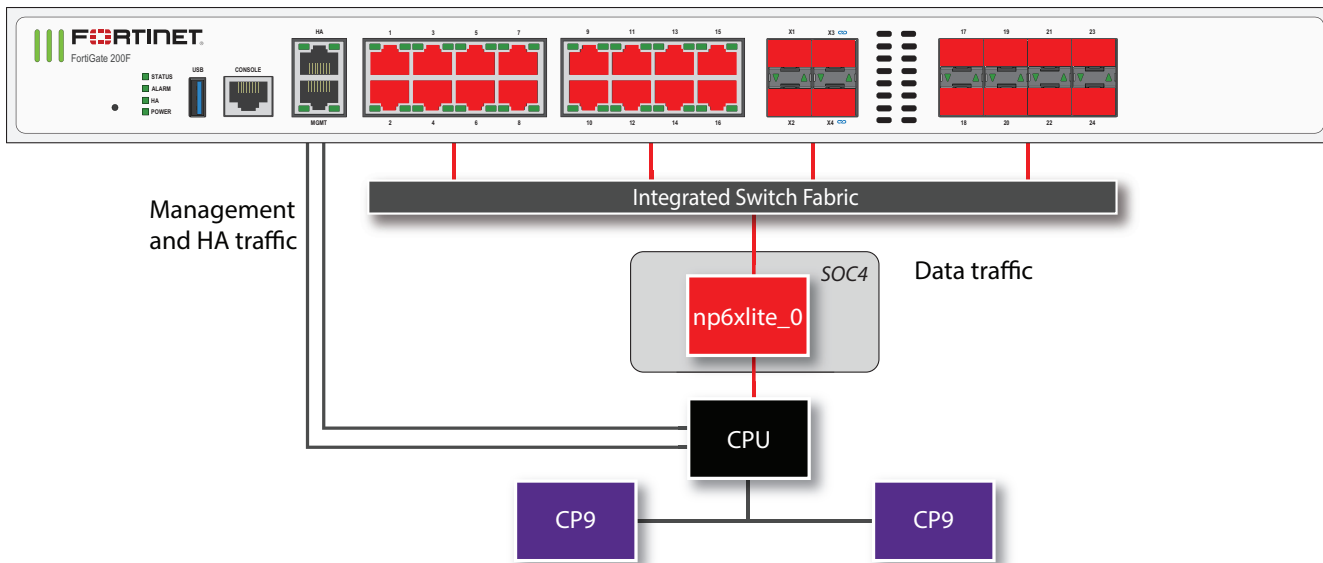 FORTINET.
FortiGate 200F
STATUS
ALARM
HA
POWER
USB
CONSOLE
HA
MGMT
1 3 5 7
2 4 6 8
9 11 13 15
10 12 14 16
X1 X3
X2 X4
17 19 21 23
18 20 22 24
Integrated Switch Fabric
Management
and HA traffic
SOC4
Data traffic
np6xlite_0
CPU
CP9
CP9